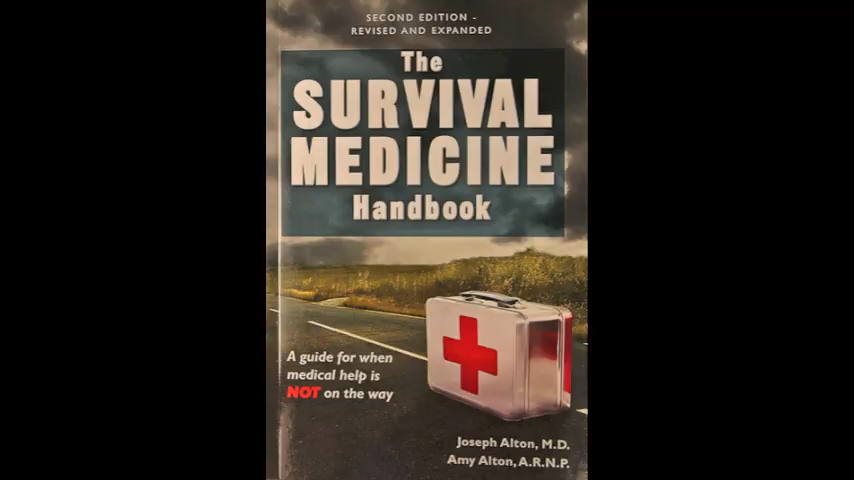 SECOND EDITION -
REVISED AND EXPANDED
The
SURVIVAL
MEDICINE
Handbook
A guide for when
medical help is
NOT on the way
Joseph Alton, M.D.
Amy Alton, A.R.N.P.